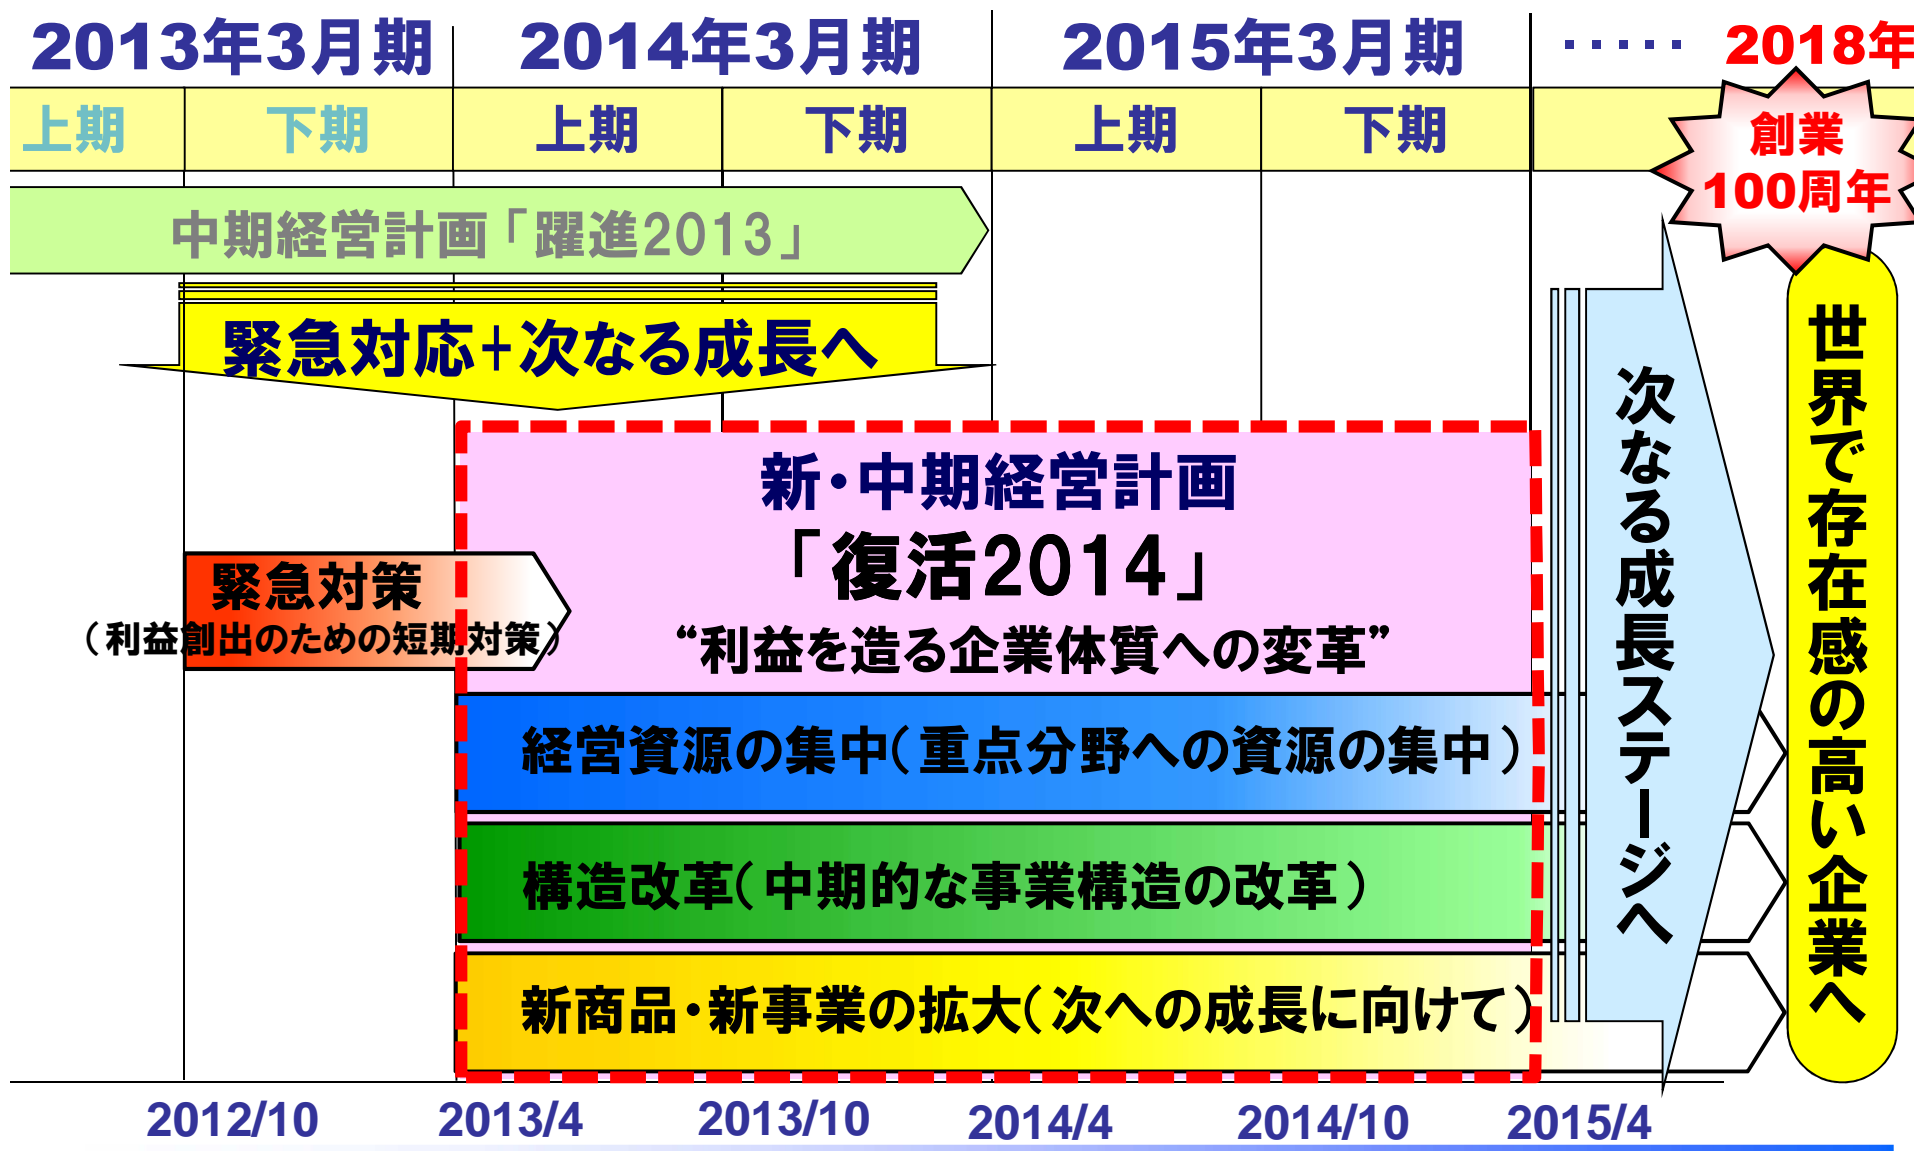 2013年3月期
2014年3月期
2015年3月期
・・・・・
2018年
上期
下期
上期
下期
上期
下期
創業
100周年
中期経営計画「躍進2013」
緊急対応+次なる成長へ
新・中期経営計画
「復活2014」
“利益を造る企業体質への変革”
緊急対策
（利益創出のための短期対策）
経営資源の集中（重点分野への資源の集中）
構造改革（中期的な事業構造の改革）
新商品・新事業の拡大（次への成長に向けて）
次なる成長ステージへ
世界で存在感の高い企業へ
2012/10
2013/4
2013/10
2014/4
2014/10
2015/4